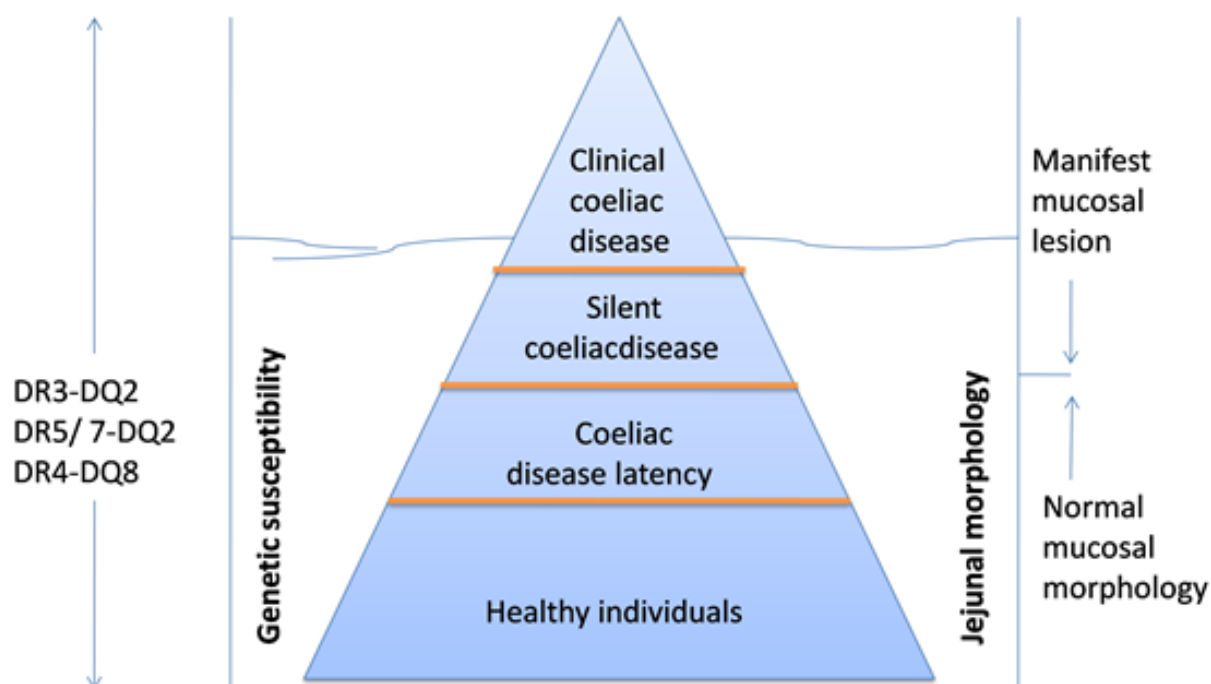 DR3-DQ2
DR5/ 7-DQ2
DR4-DQ8
Genetic susceptibility
Clinical
coeliac
disease
Silent
coeliacdisease
Coeliac
disease latency
Healthy individuals
Jejunal morphology
Manifest
mucosal
lesion
Normal
mucosal
morphology